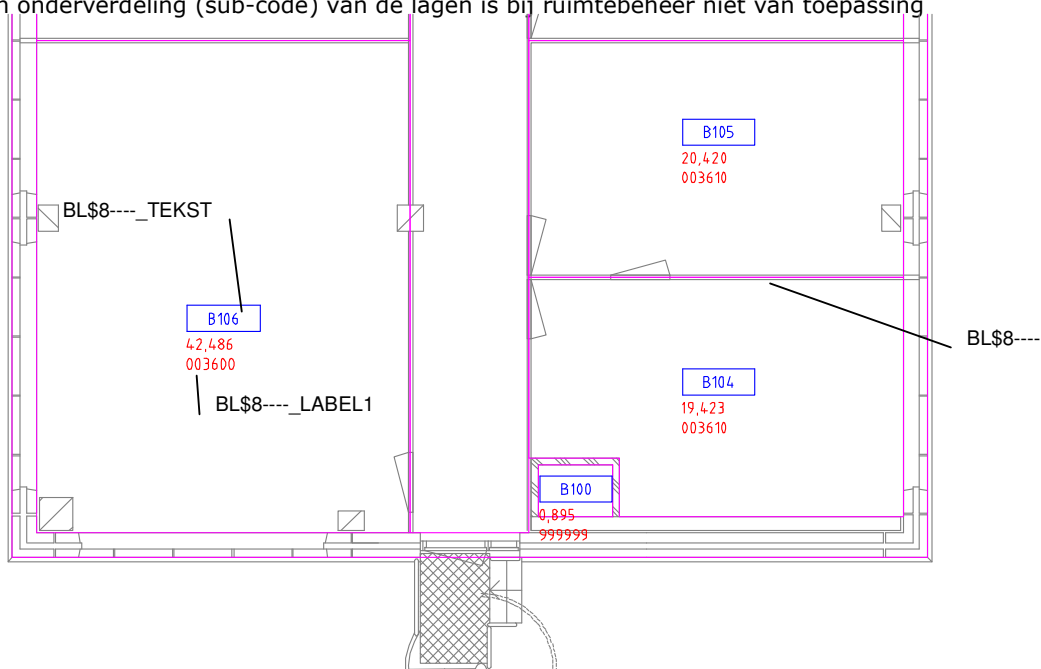 onderverdeling (sub-code) van de lagen is bij ruimtebeheer niet van toepassing
B105
20,420
003610
BL$8----_TEKST
B106
42,486
003600
BL$8----
BL$8----_LABEL1
B104
19,423
003610
B100
0,895
999999